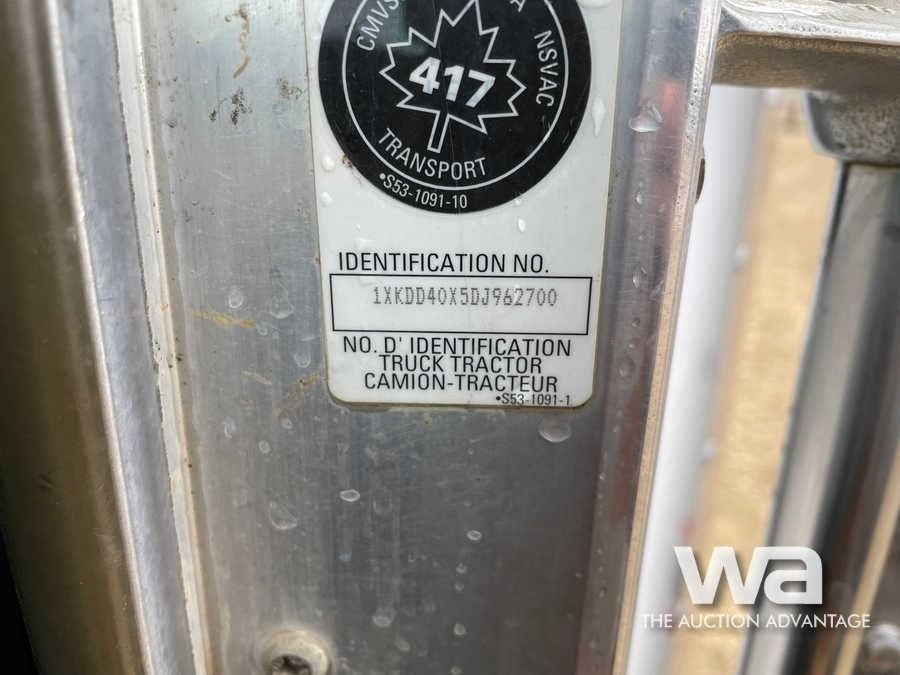 CMVS
NSVAC
417
TRANSPORT
•S53-1091-10
IDENTIFICATION NO.
1XKDD40X5DJ962700
NO. D' IDENTIFICATION
TRUCK TRACTOR
CAMION-TRACTEUR
•S53-1091-1
wa
THE AUCTION ADVANTAGE